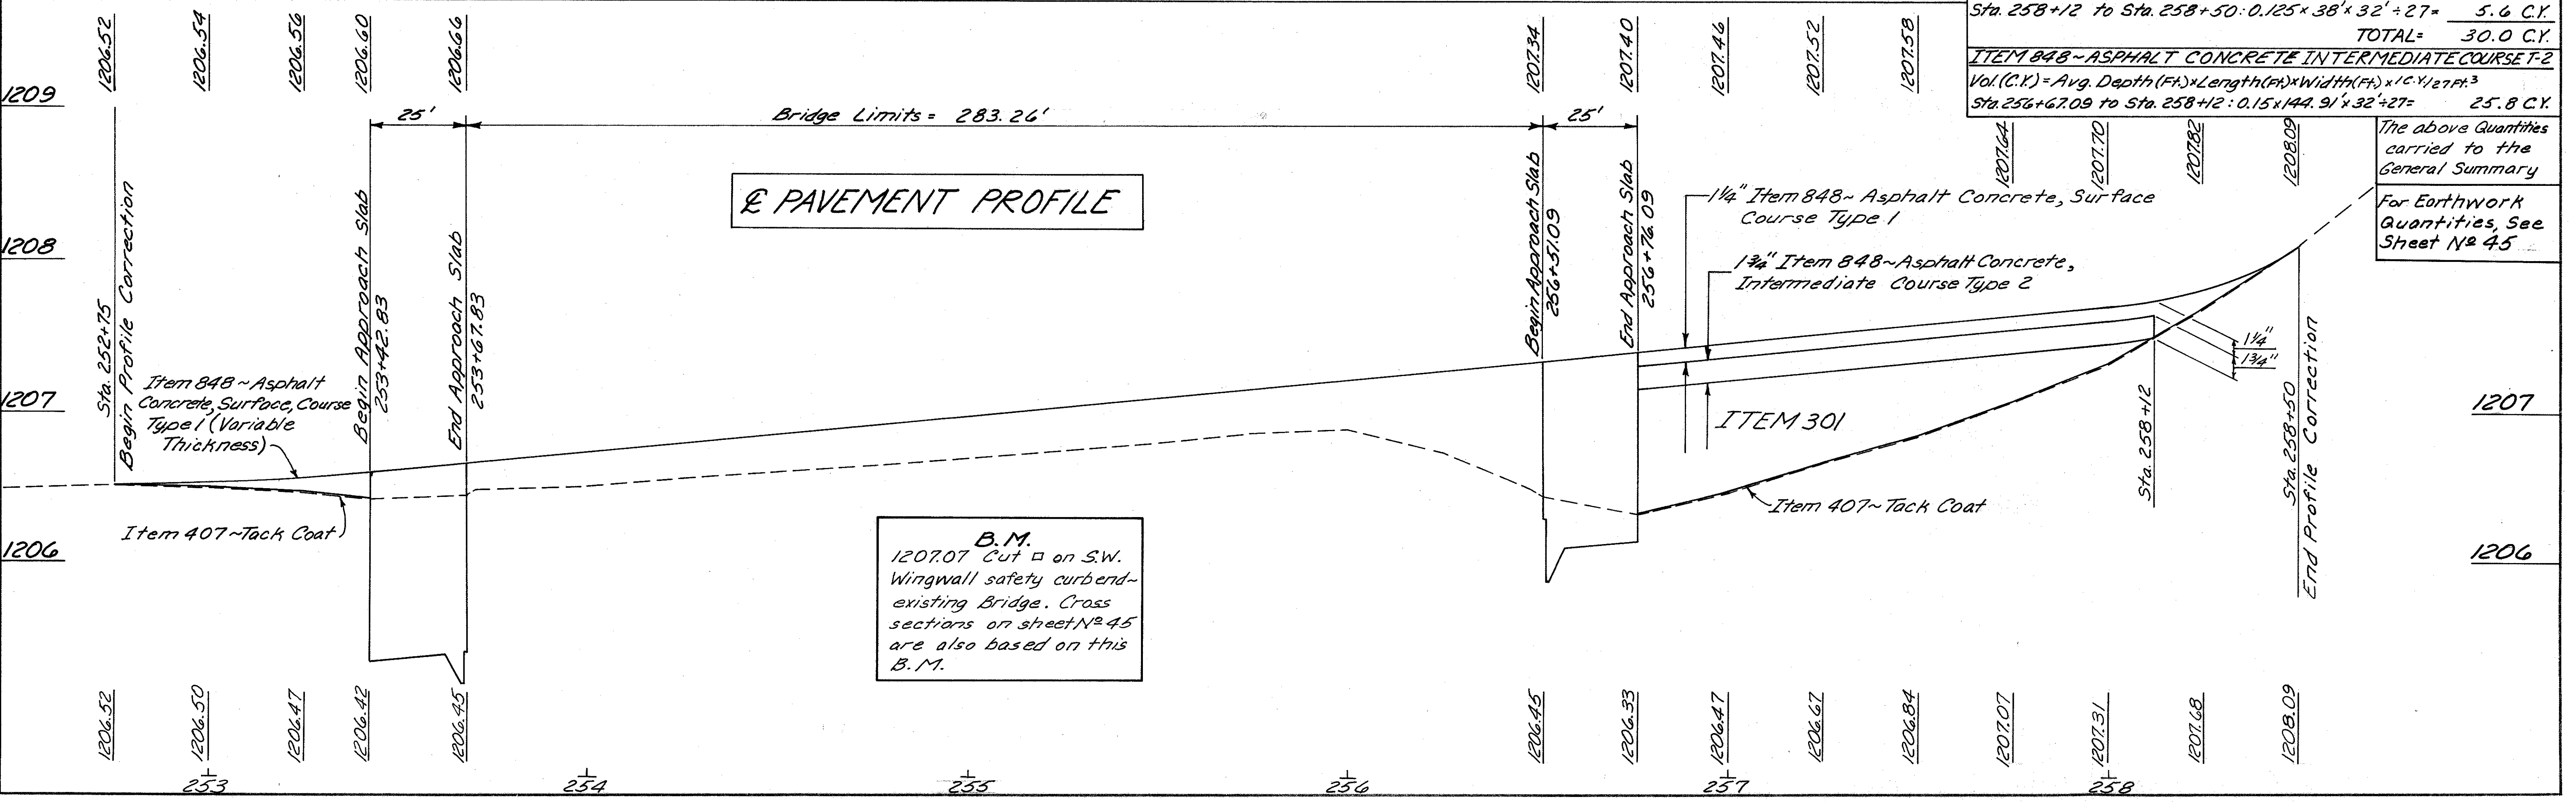 1206.52
1206.54
1206.56
1206.60
1206.66
1207.34
1207.40
1207.46
1207.52
1207.58
Sta. 258+12 to Sta. 258+50: 0.125 x 38' x 32' ÷ 27 = 5.6 C.Y.
TOTAL = 30.0 C.Y.
ITEM 848 ~ ASPHALT CONCRETE INTERMEDIATE COURSE T-2
Vol. (C.Y.) = Avg. Depth (Ft.) x Length (Ft.) x Width (Ft.) x 1 C.Y./27 Ft.³
Sta. 256+67.09 to Sta. 258+12: 0.15 x 144.91' x 32' ÷ 27 = 25.8 C.Y.
The above Quantities
carried to the
General Summary
For Earthwork
Quantities, See
Sheet Nº 45
1207.64
1207.70
1207.82
1208.09
1209
1208
1207
1206
25'
Bridge Limits = 283.26'
25'
℄ PAVEMENT PROFILE
Sta. 252+75
Begin Profile Correction
Begin Approach Slab
253+42.83
End Approach Slab
253+67.83
Begin Approach Slab
256+51.09
End Approach Slab
256+76.09
1¼" Item 848 ~ Asphalt Concrete, Surface
Course Type 1
1¾" Item 848 ~ Asphalt Concrete,
Intermediate Course Type 2
1¼"
1¾"
Item 848 ~ Asphalt
Concrete, Surface, Course
Type 1 (Variable
Thickness)
Item 407 ~ Tack Coat
ITEM 301
Item 407 ~ Tack Coat
Sta. 258+12
Sta. 258+50
End Profile Correction
1207
1206
B.M.
1207.07 Cut □ on S.W.
Wingwall safety curb end ~
existing Bridge. Cross
sections on sheet Nº 45
are also based on this
B.M.
1206.52
1206.50
1206.47
1206.42
1206.45
1206.45
1206.33
1206.47
1206.67
1206.84
1207.07
1207.31
1207.68
1208.09
253
254
255
256
257
258